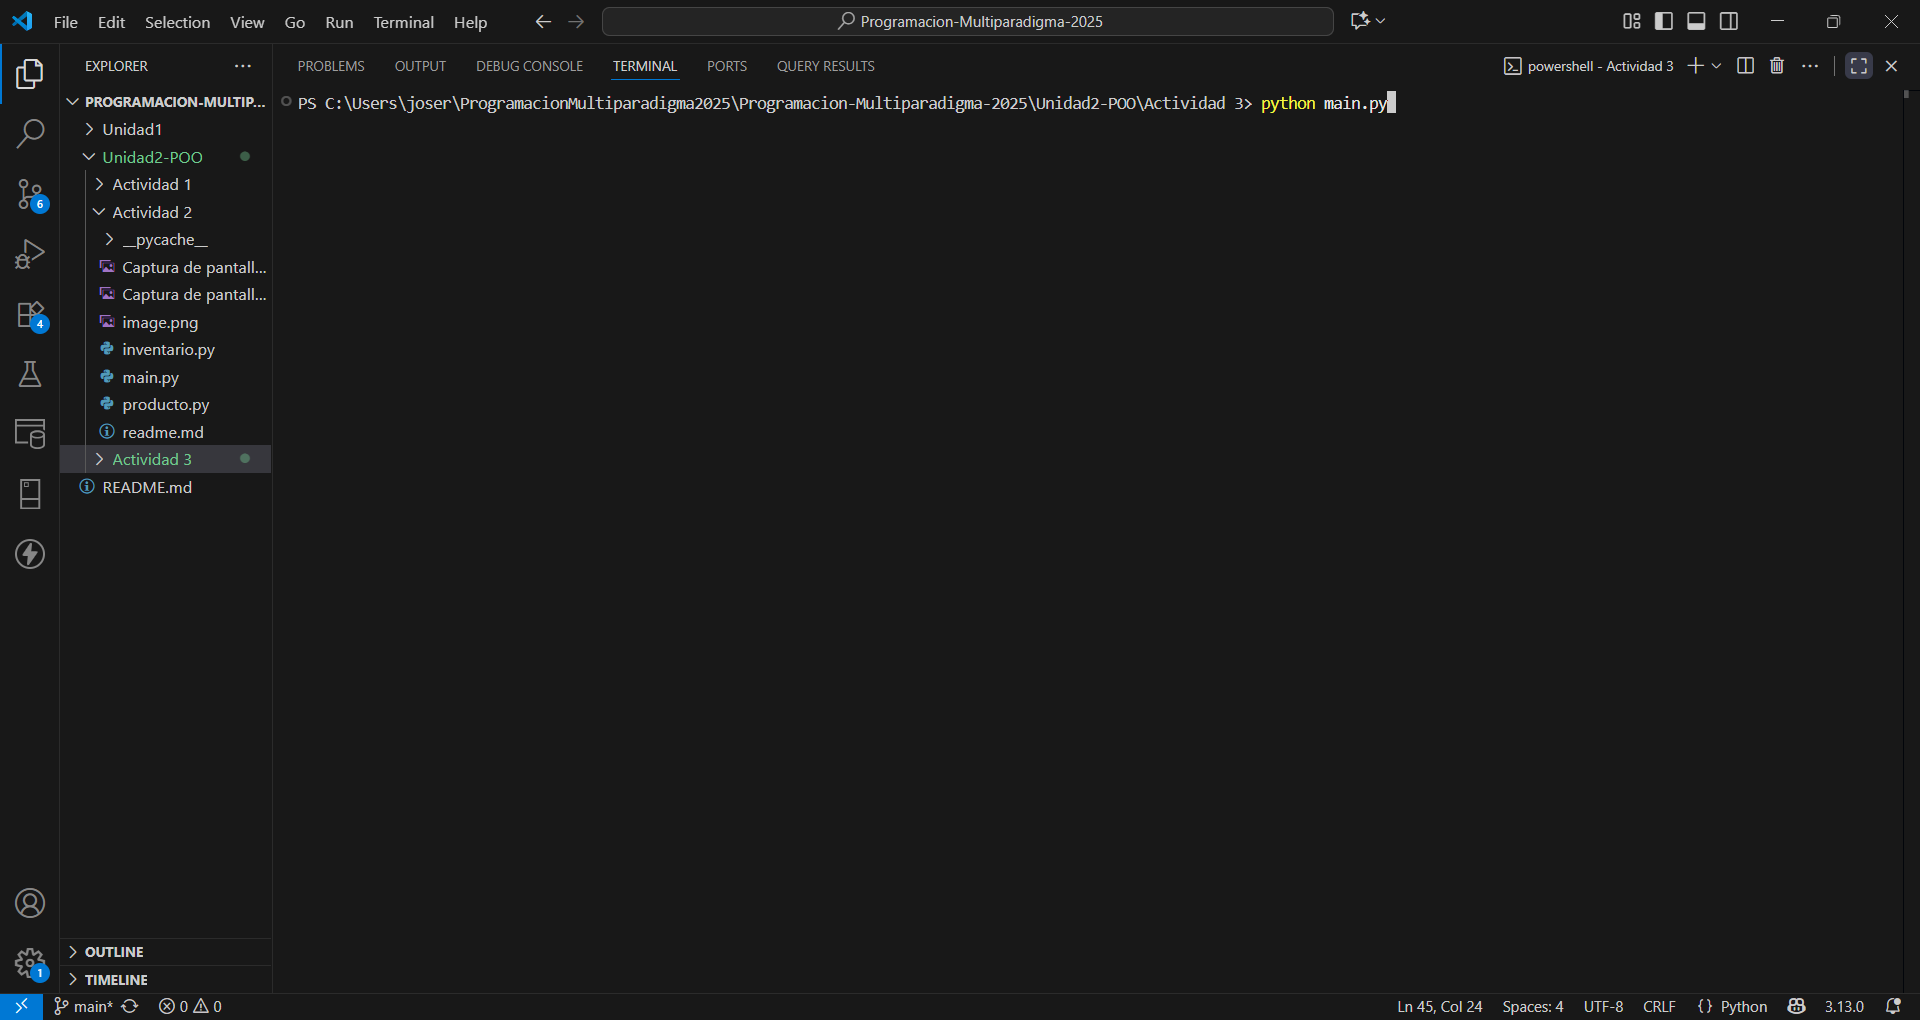 File Edit Selection View Go Run Terminal Help
Programacion-Multiparadigma-2025
EXPLORER
PROGRAMACION-MULTIP...
Unidad1
Unidad2-POO
Actividad 1
Actividad 2
__pycache__
Captura de pantall...
Captura de pantall...
image.png
inventario.py
main.py
producto.py
readme.md
Actividad 3
README.md
6
4
1
OUTLINE
TIMELINE
PROBLEMS OUTPUT DEBUG CONSOLE TERMINAL PORTS QUERY RESULTS
powershell - Actividad 3
PS C:\Users\joser\ProgramacionMultiparadigma2025\Programacion-Multiparadigma-2025\Unidad2-POO\Actividad 3> python main.py
main* 0 0
Ln 45, Col 24 Spaces: 4 UTF-8 CRLF {} Python 3.13.0